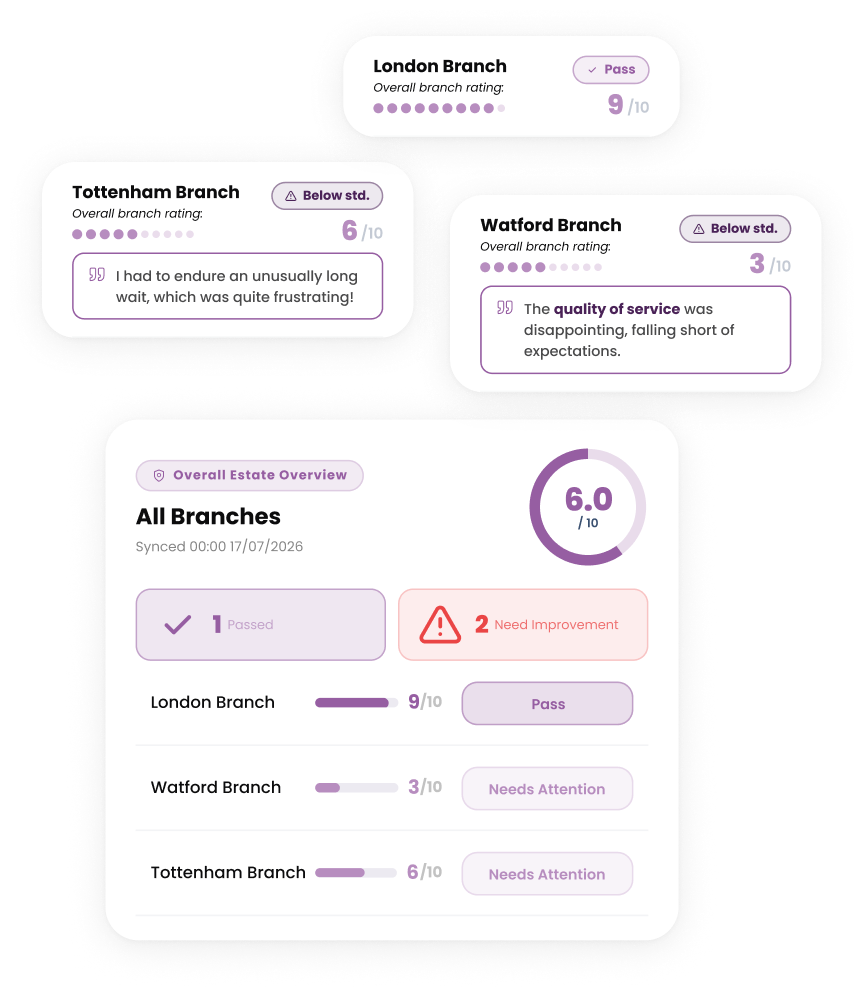 London Branch
Pass
Overall branch rating:
9 /10
Tottenham Branch
Below std.
Overall branch rating:
6 /10
I had to endure an unusually long
wait, which was quite frustrating!
Watford Branch
Below std.
Overall branch rating:
3 /10
The quality of service was
disappointing, falling short of
expectations.
Overall Estate Overview
All Branches
Synced 00:00 17/07/2026
6.0
/ 10
1 Passed
2 Need Improvement
London Branch 9/10 Pass
Watford Branch 3/10 Needs Attention
Tottenham Branch 6/10 Needs Attention